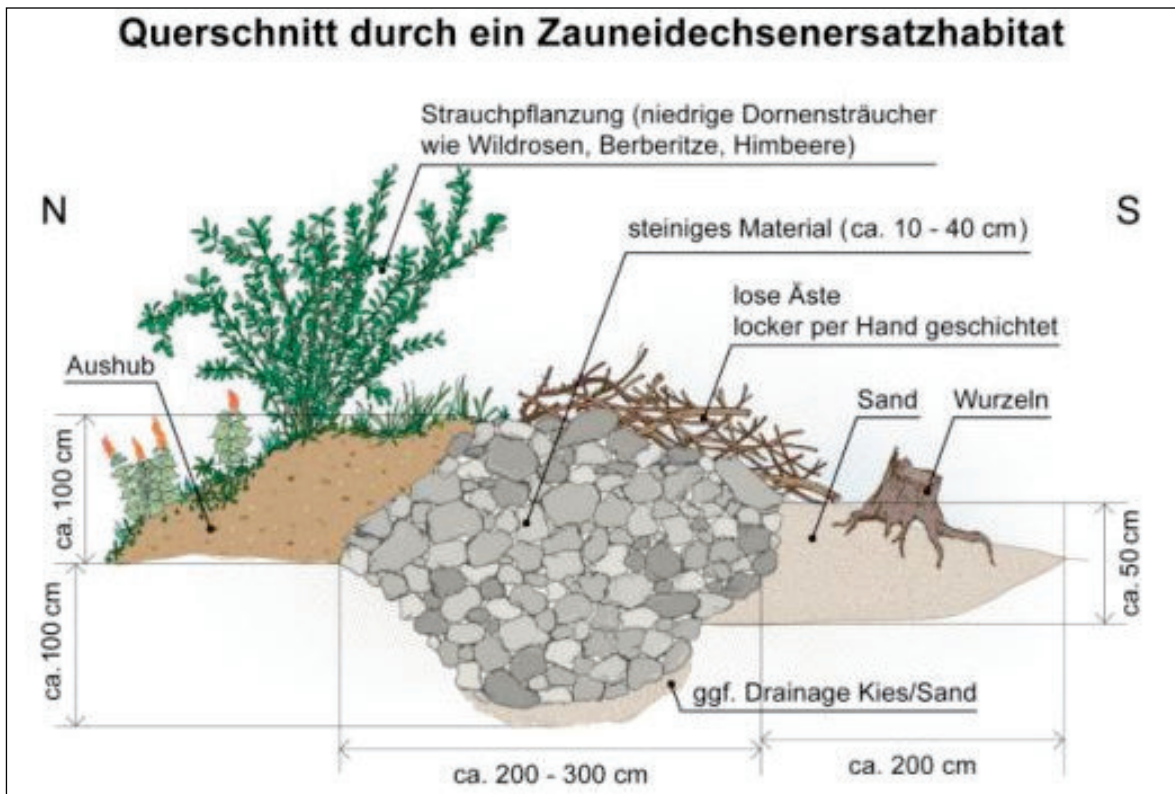 Querschnitt durch ein Zauneidechsenersatzhabitat
Strauchpflanzung (niedrige Dornensträucher
wie Wildrosen, Berberitze, Himbeere)
N
S
steiniges Material (ca. 10 - 40 cm)
lose Äste
locker per Hand geschichtet
Aushub
Sand
Wurzeln
ca. 100 cm
ca. 50 cm
ca. 100 cm
ggf. Drainage Kies/Sand
ca. 200 - 300 cm
ca. 200 cm